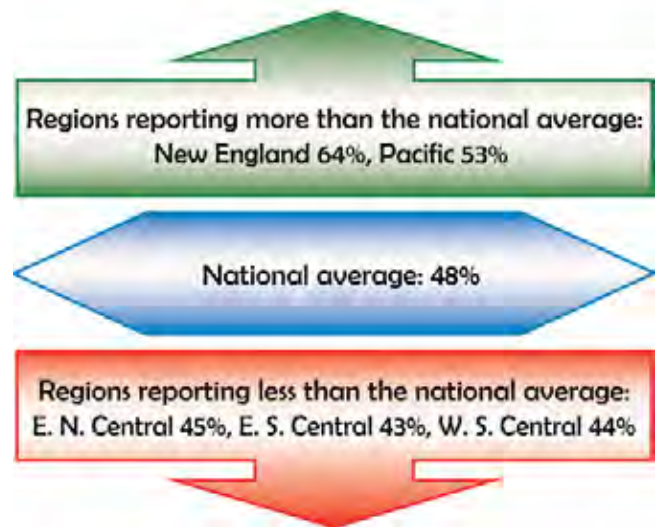 Regions reporting more than the national average:
New England 64%, Pacific 53%
National average: 48%
Regions reporting less than the national average:
E. N. Central 45%, E. S. Central 43%, W. S. Central 44%